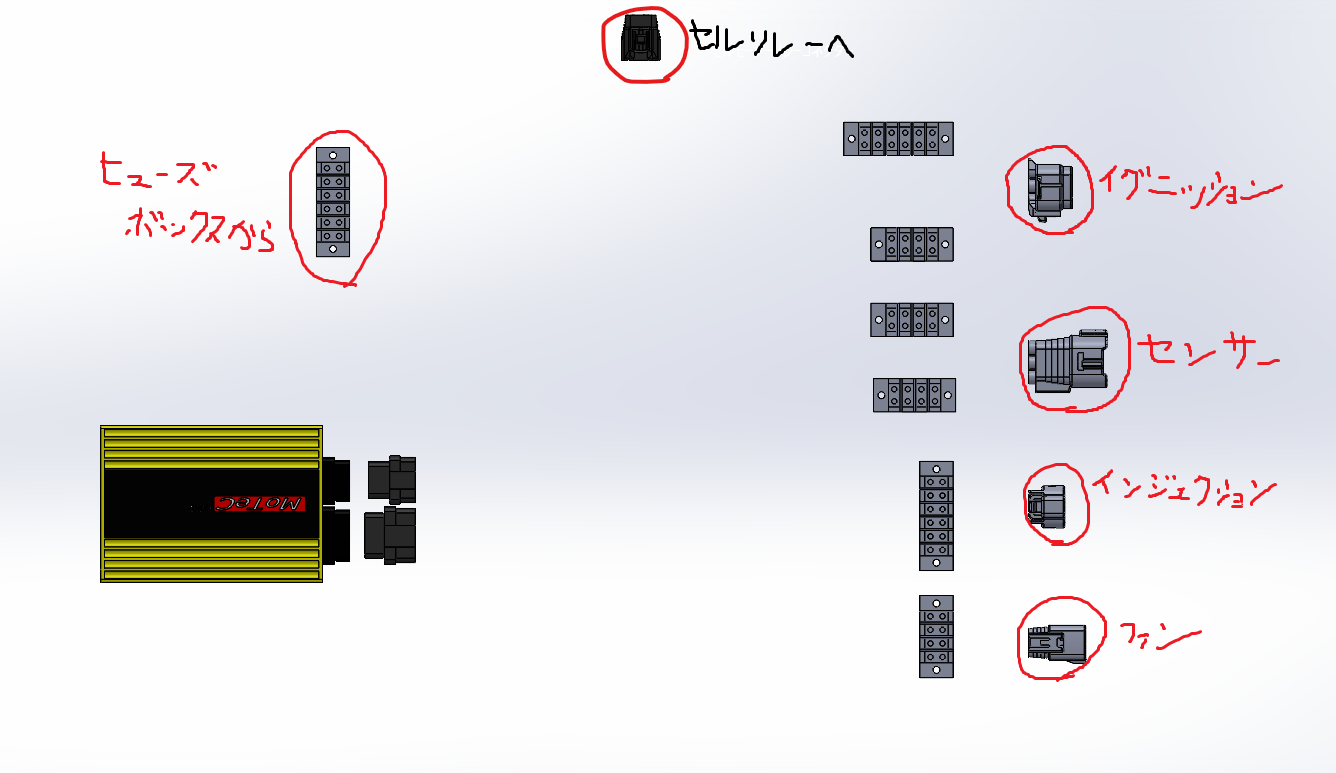 セルリレーへ
ヒューズ
ボックスから
イグニッション
センサー
インジェクション
ファン
MoTeC